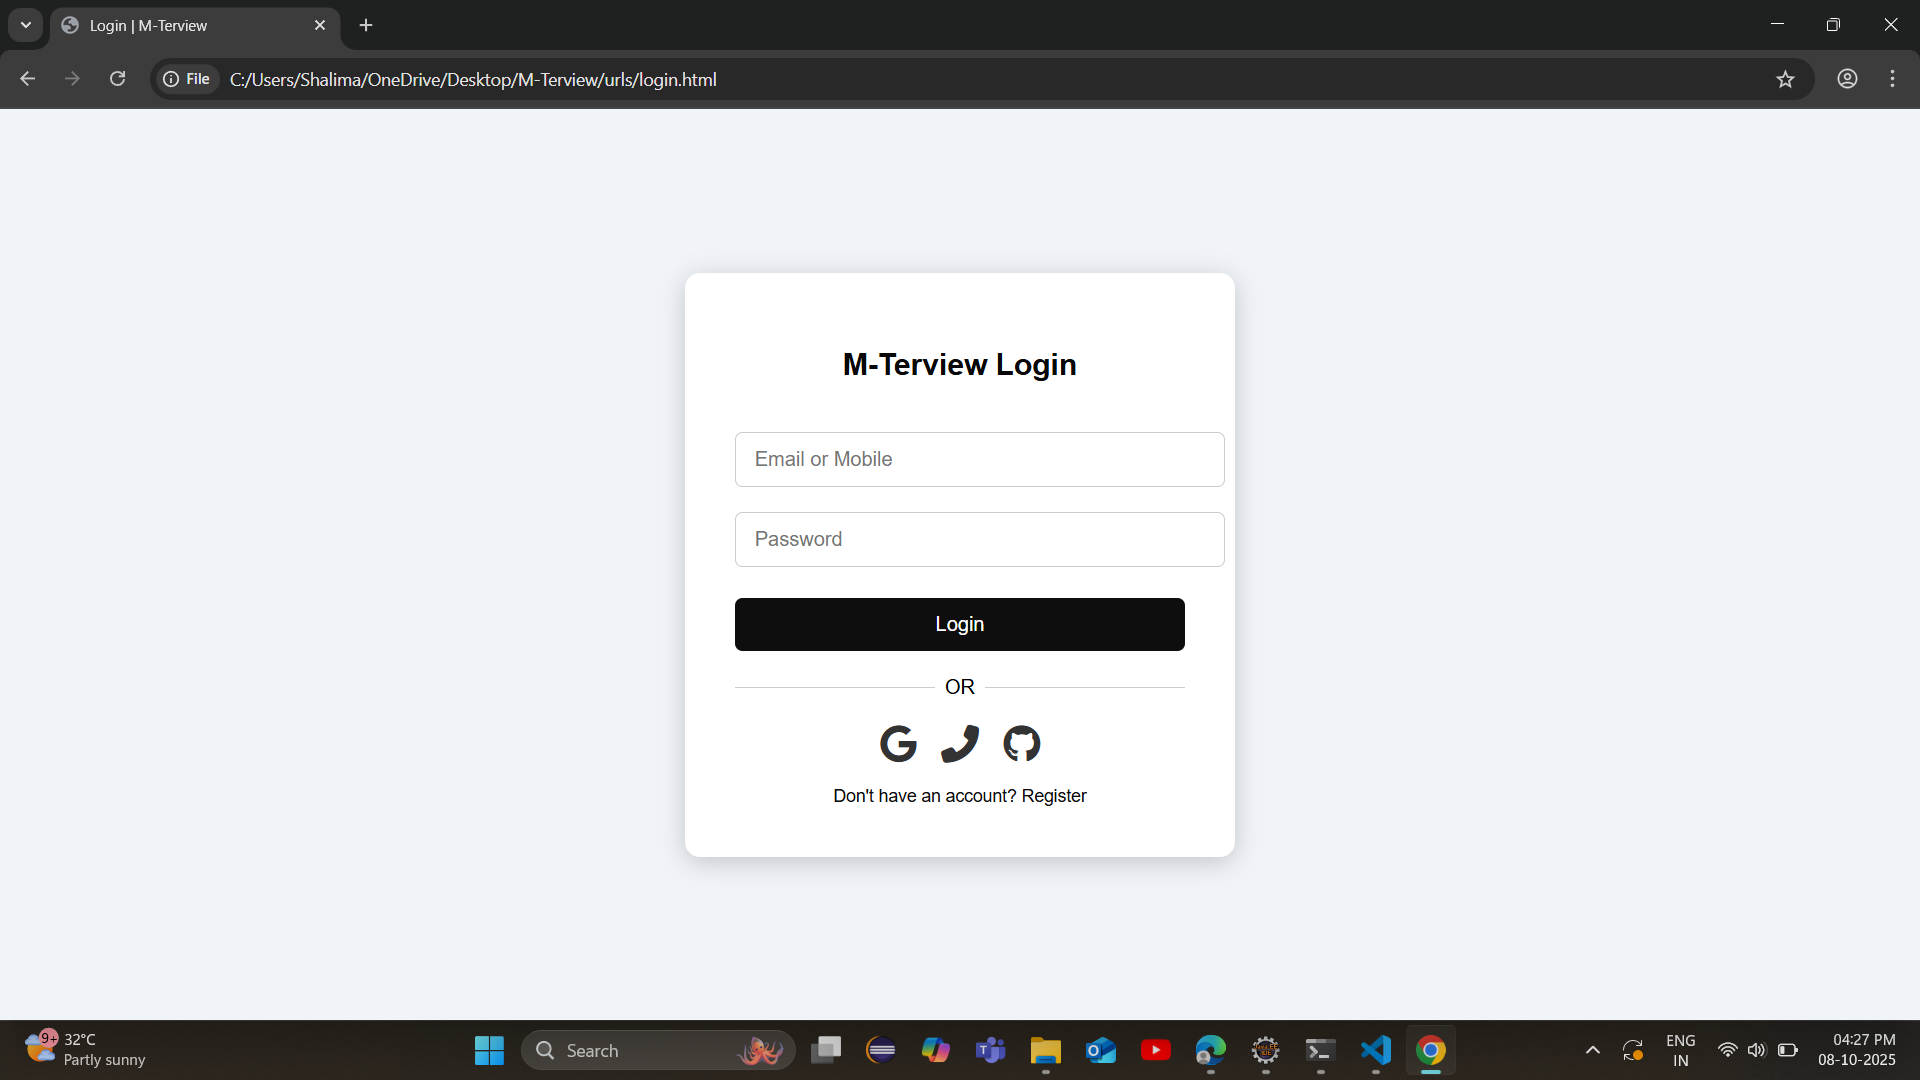 Login | M-Terview
File
C:/Users/Shalima/OneDrive/Desktop/M-Terview/urls/login.html
M-Terview Login
Email or Mobile
Password
Login
OR
Don't have an account? Register
9+
32°C
Partly sunny
Search
ENG
IN
04:27 PM
08-10-2025